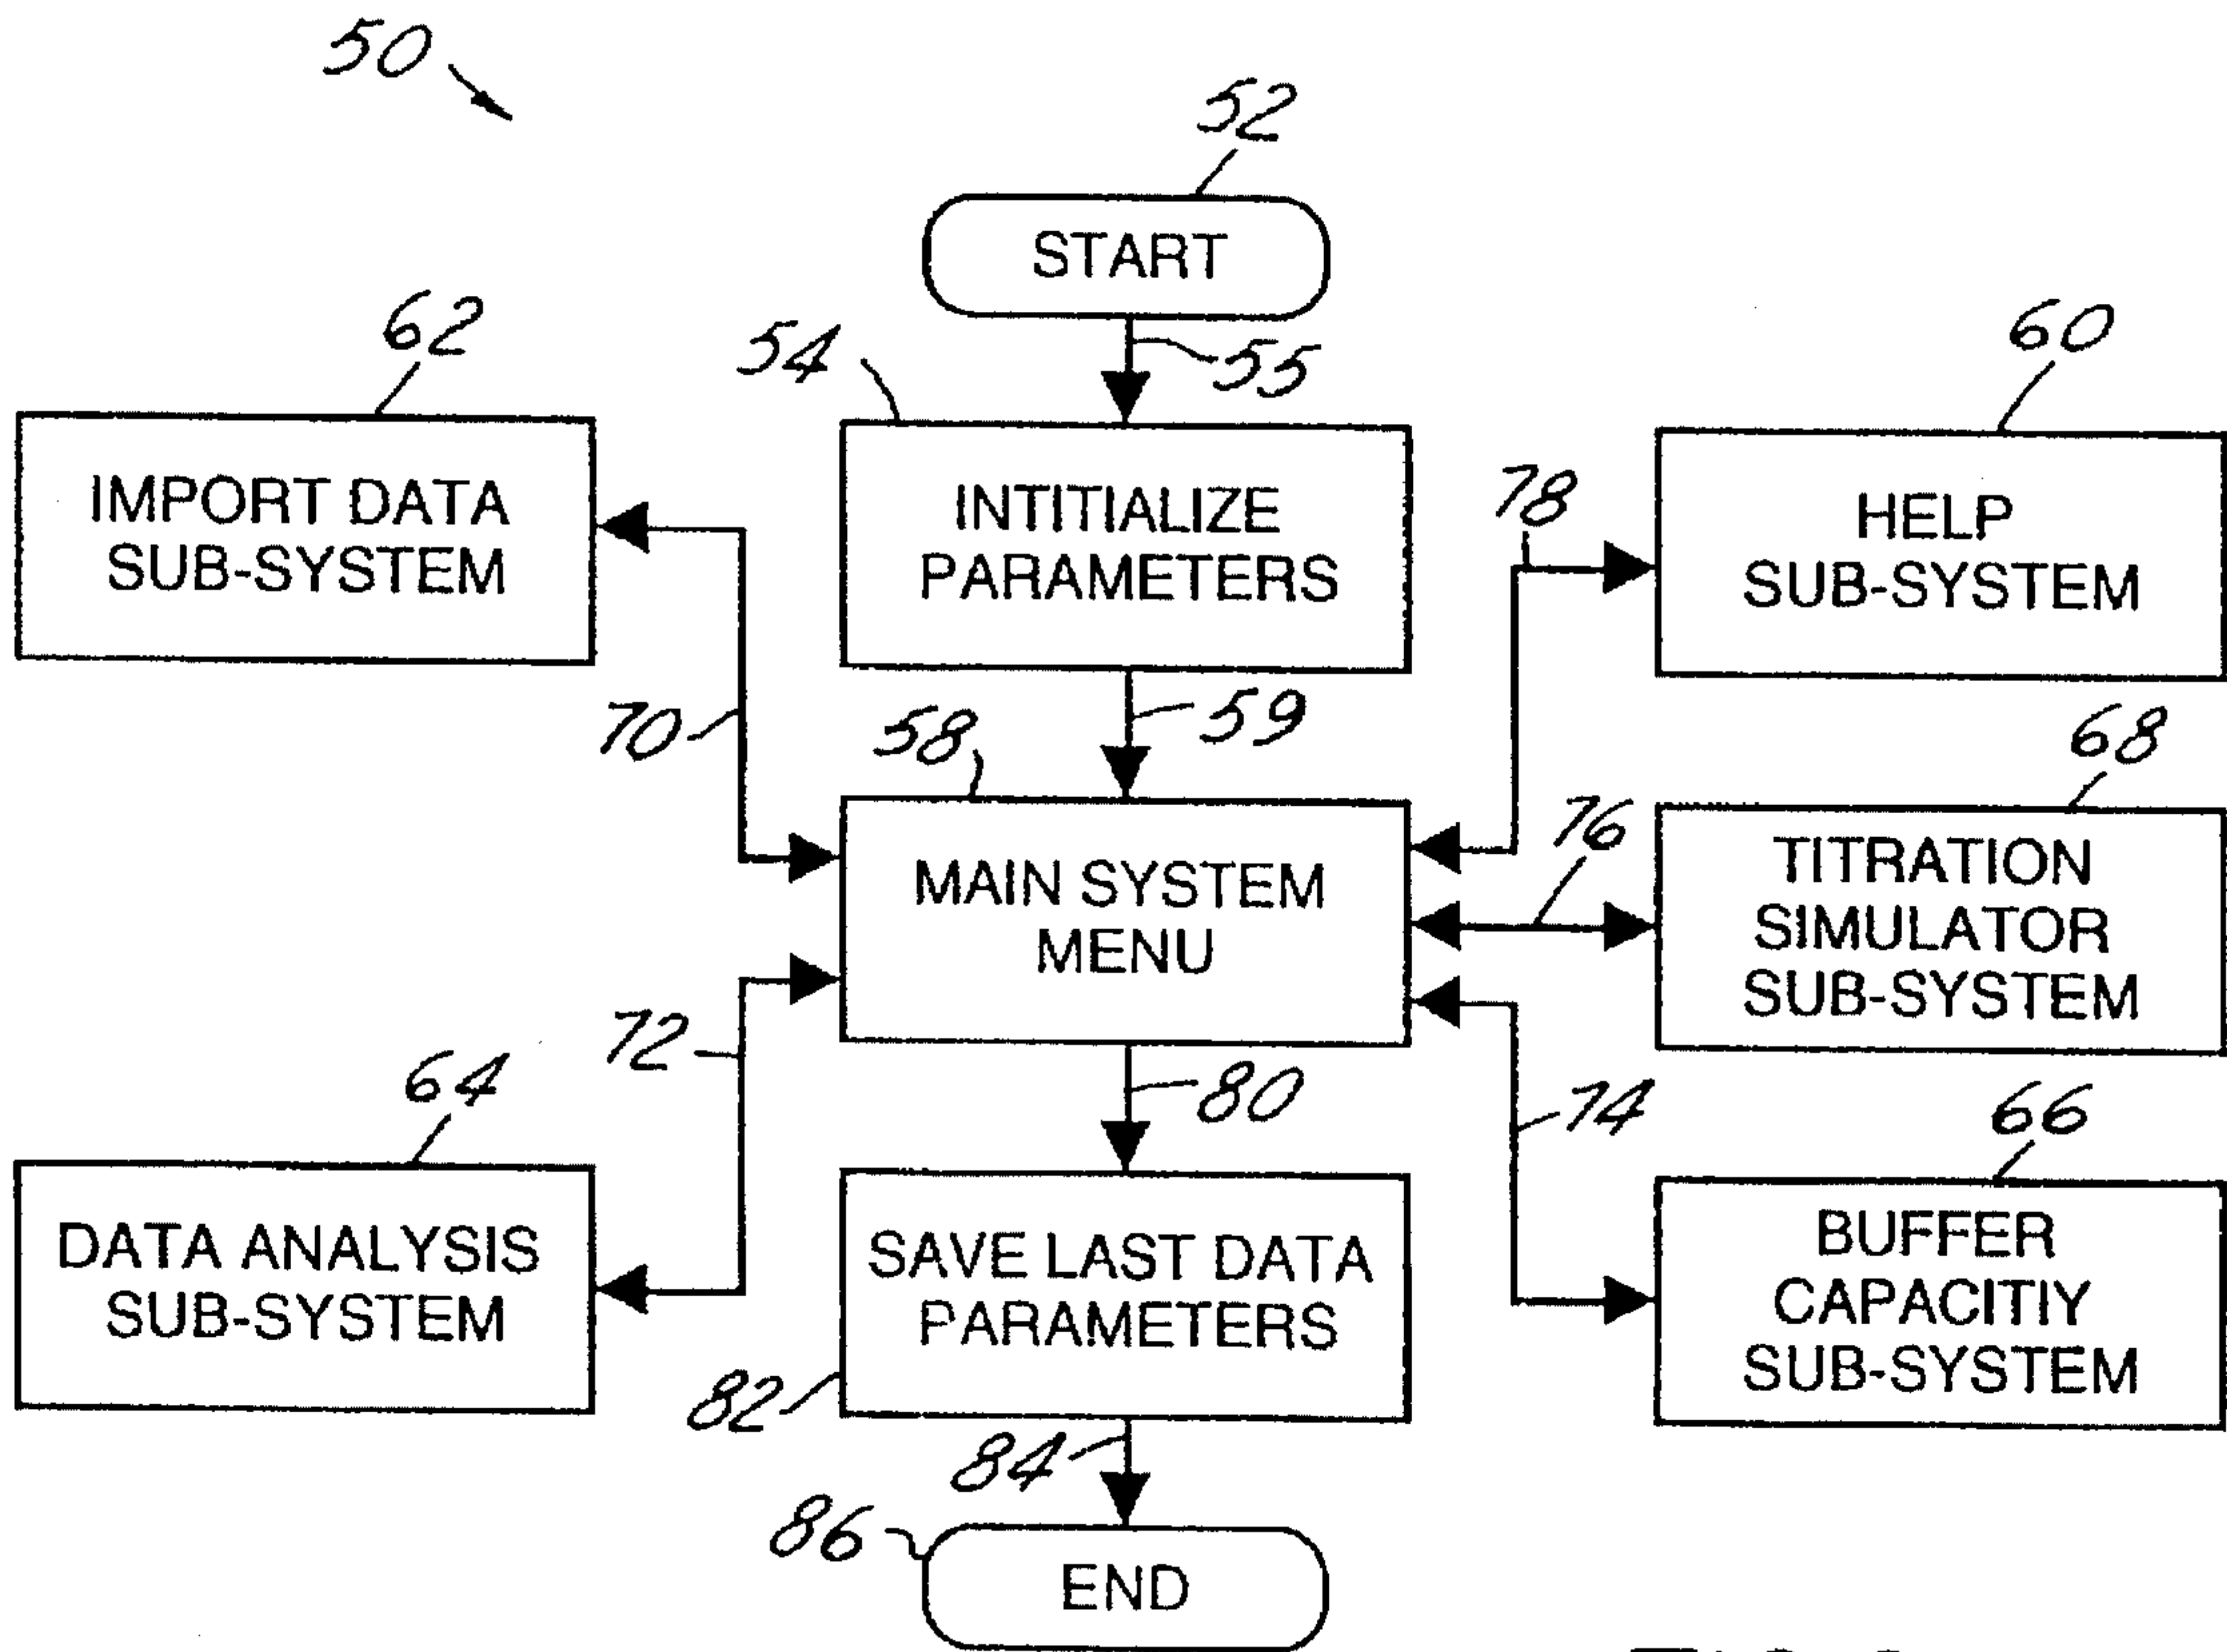 50
52
START
62
54
55
60
IMPORT DATA
SUB-SYSTEM
INTITIALIZE
PARAMETERS
78
HELP
SUB-SYSTEM
70
58
59
68
76
MAIN SYSTEM
MENU
TITRATION
SIMULATOR
SUB-SYSTEM
72
64
80
74
66
DATA ANALYSIS
SUB-SYSTEM
SAVE LAST DATA
PARAMETERS
BUFFER
CAPACITIY
SUB-SYSTEM
82
84
86
END